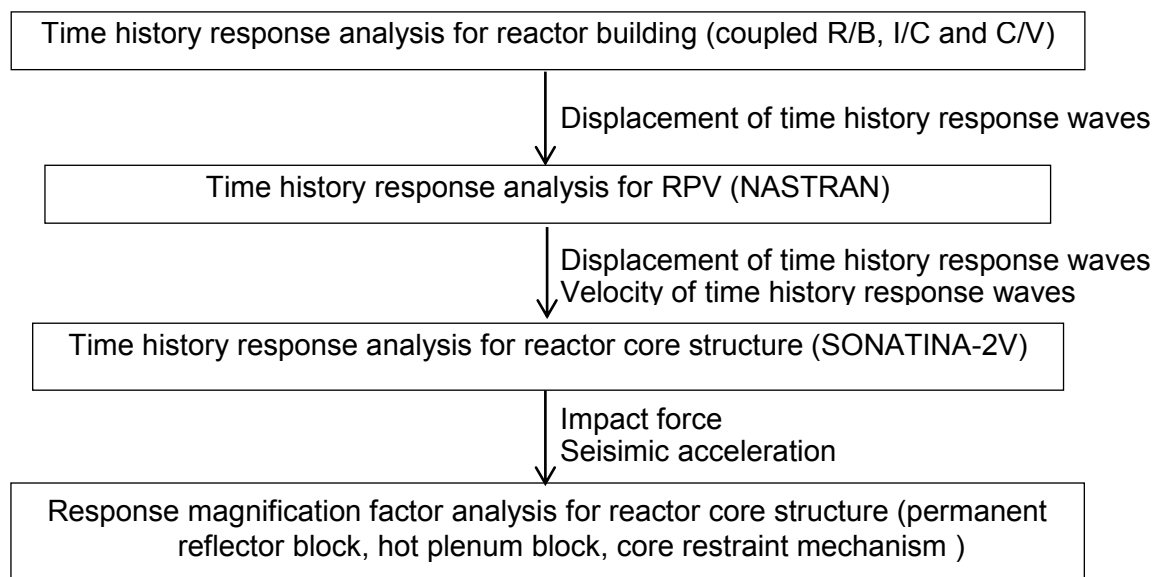 Time history response analysis for reactor building (coupled R/B, I/C and C/V)
Displacement of time history response waves
Time history response analysis for RPV (NASTRAN)
Displacement of time history response waves
Velocity of time history response waves
Time history response analysis for reactor core structure (SONATINA-2V)
Impact force
Seisimic acceleration
Response magnification factor analysis for reactor core structure (permanent
reflector block, hot plenum block, core restraint mechanism )